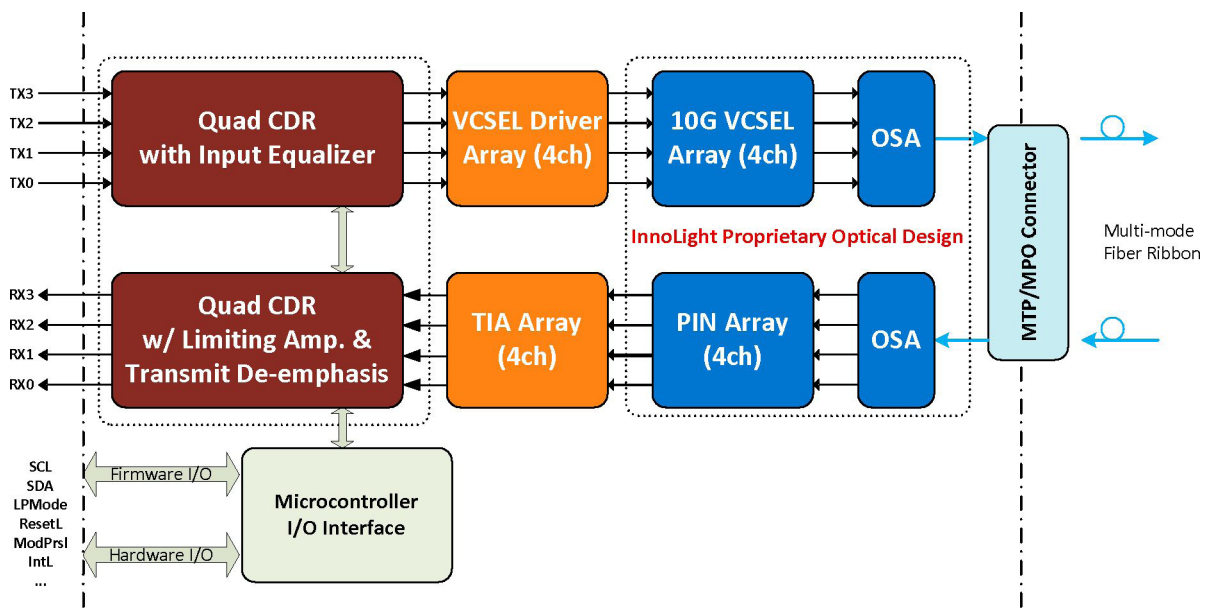 TX3
TX2
TX1
TX0
Quad CDR
with Input Equalizer
VCSEL Driver
Array (4ch)
10G VCSEL
Array (4ch)
OSA
InnoLight Proprietary Optical Design
MTP/MPO Connector
Multi-mode
Fiber Ribbon
RX3
RX2
RX1
RX0
Quad CDR
w/ Limiting Amp. &
Transmit De-emphasis
TIA Array
(4ch)
PIN Array
(4ch)
OSA
SCL
SDA
LPMode
ResetL
ModPrsl
IntL
...
Firmware I/O
Hardware I/O
Microcontroller
I/O Interface